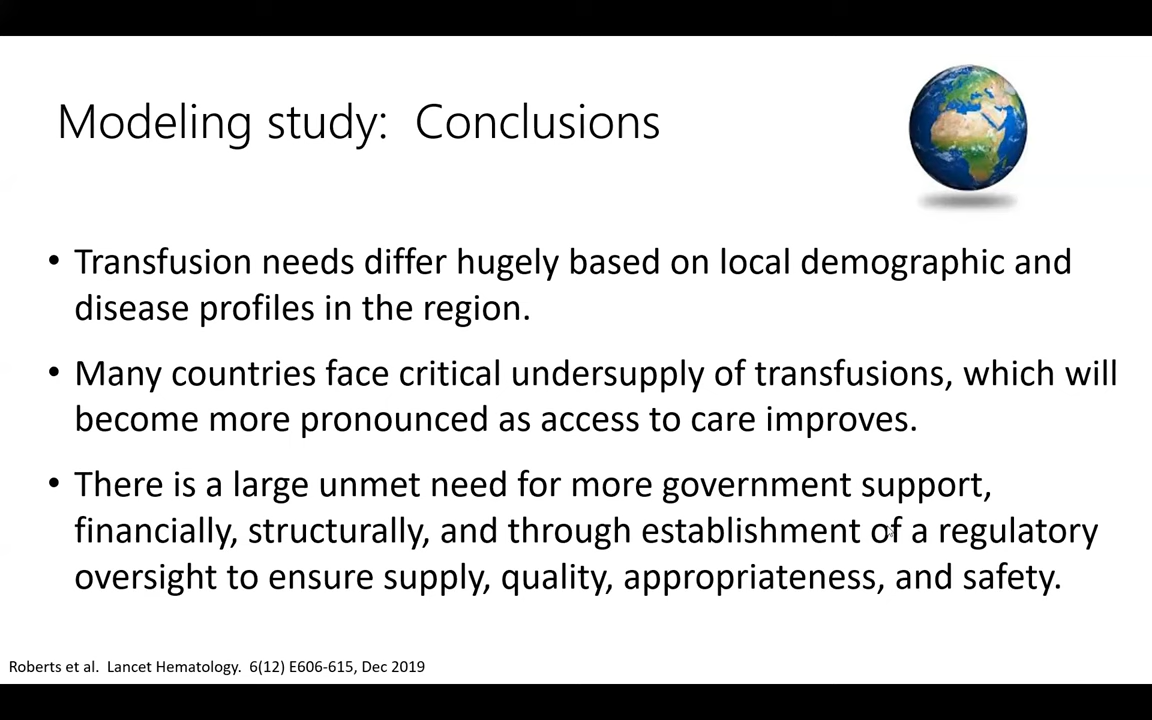 Modeling study:  Conclusions
• Transfusion needs differ hugely based on local demographic and
disease profiles in the region.
• Many countries face critical undersupply of transfusions, which will
become more pronounced as access to care improves.
• There is a large unmet need for more government support,
financially, structurally, and through establishment of a regulatory
oversight to ensure supply, quality, appropriateness, and safety.
Roberts et al.  Lancet Hematology.  6(12) E606-615, Dec 2019